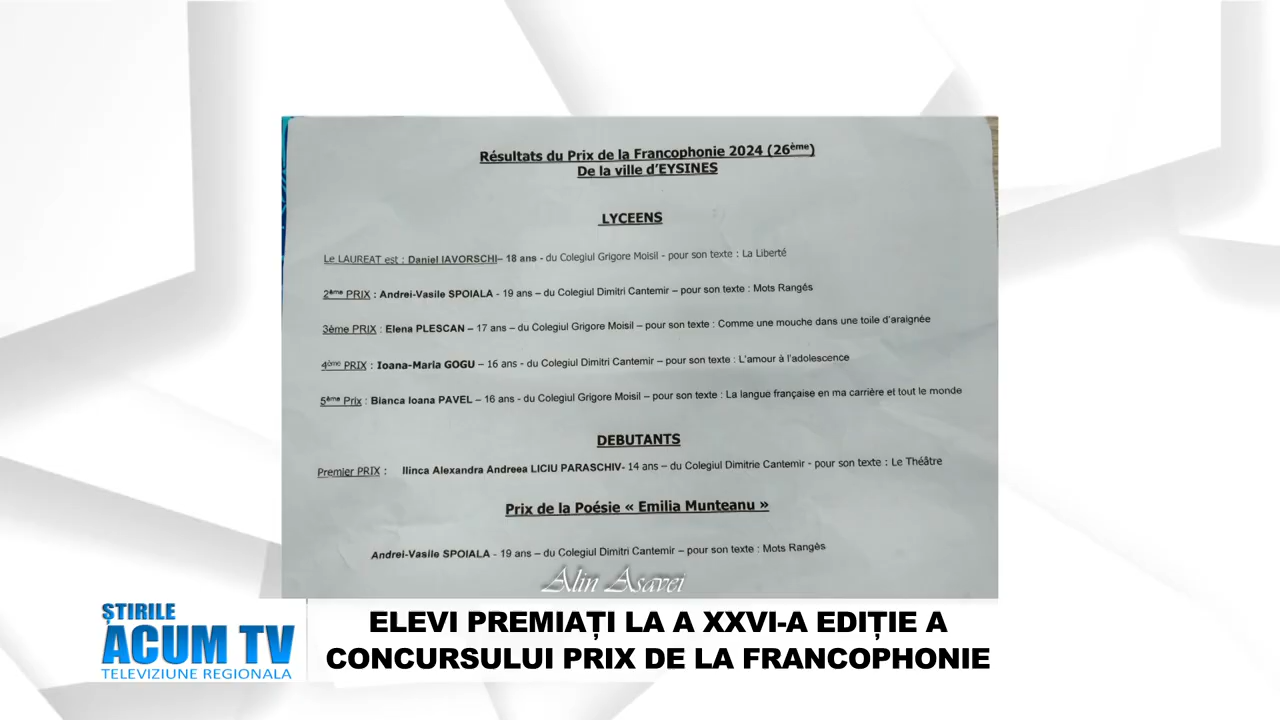 Résultats du Prix de la Francophonie 2024 (26ème)
De la ville d'EYSINES
LYCEENS
Le LAUREAT est : Daniel IAVORSCHI– 18 ans - du Colegiul Grigore Moisil - pour son texte : La Liberté
2ème PRIX : Andrei-Vasile SPOIALA - 19 ans – du Colegiul Dimitri Cantemir – pour son texte : Mots Rangés
3ème PRIX : Elena PLESCAN – 17 ans – du Colegiul Grigore Moisil – pour son texte : Comme une mouche dans une toile d'araignée
4ème PRIX : Ioana-Maria GOGU – 16 ans - du Colegiul Dimitri Cantemir – pour son texte : L'amour à l'adolescence
5ème Prix : Bianca Ioana PAVEL – 16 ans - du Colegiul Grigore Moisil – pour son texte : La langue française en ma carrière et tout le monde
DEBUTANTS
Premier PRIX : Ilinca Alexandra Andreea LICIU PARASCHIV- 14 ans – du Colegiul Dimitrie Cantemir - pour son texte : Le Théâtre
Prix de la Poésie « Emilia Munteanu »
Andrei-Vasile SPOIALA - 19 ans – du Colegiul Dimitri Cantemir – pour son texte : Mots Rangès
Alin Asavei
ȘTIRILE
ACUM TV
TELEVIZIUNE REGIONALA
ELEVI PREMIAȚI LA A XXVI-A EDIȚIE A
CONCURSULUI PRIX DE LA FRANCOPHONIE